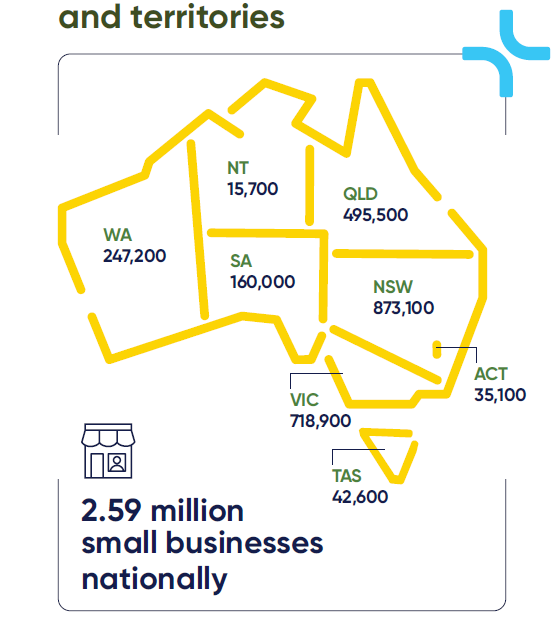 and territories
NT
15,700
QLD
495,500
WA
247,200
SA
160,000
NSW
873,100
ACT
35,100
VIC
718,900
TAS
42,600
2.59 million
small businesses
nationally